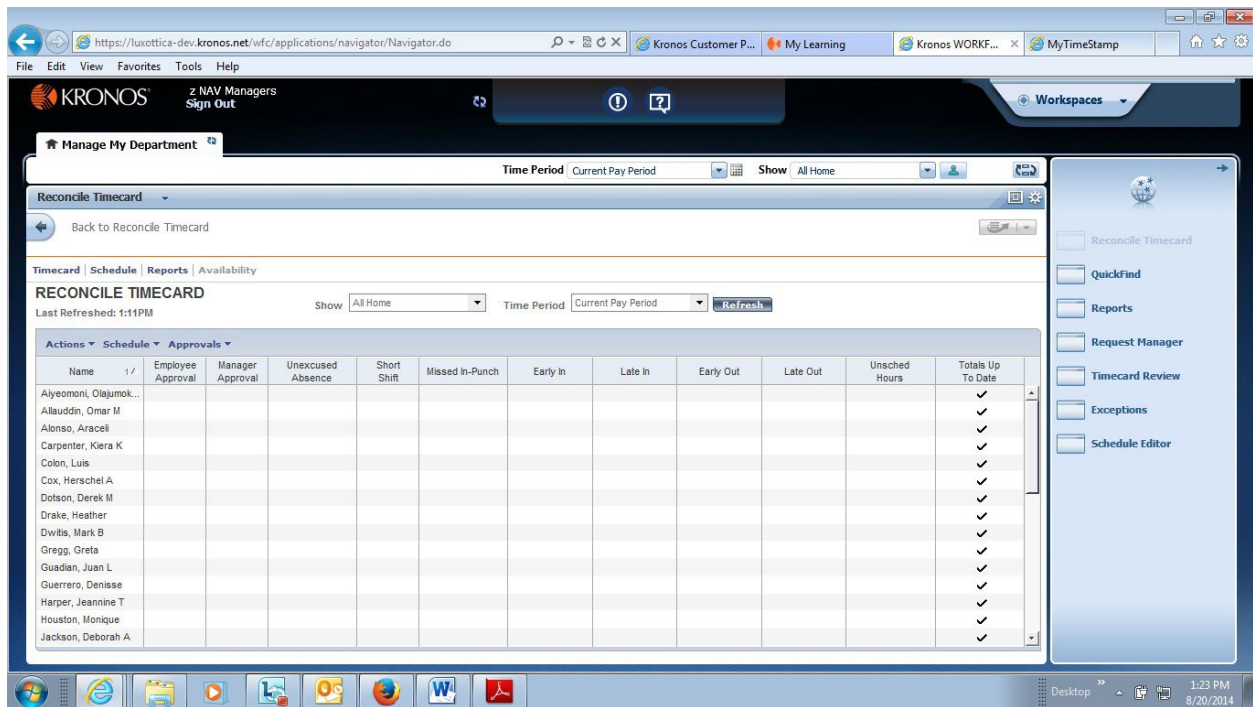 https://luxottica-dev.kronos.net/wfc/applications/navigator/Navigator.do
Kronos Customer P...
My Learning
Kronos WORKF...
MyTimeStamp
File Edit View Favorites Tools Help
KRONOS
z NAV Managers
Sign Out
Workspaces
Manage My Department
Time Period Current Pay Period Show All Home
Reconcile Timecard
Back to Reconcile Timecard
Timecard | Schedule | Reports | Availability
RECONCILE TIMECARD
Last Refreshed: 1:11PM
Show All Home Time Period Current Pay Period Refresh
Actions Schedule Approvals
Name 1/ Employee Approval Manager Approval Unexcused Absence Short Shift Missed In-Punch Early In Late In Early Out Late Out Unsched Hours Totals Up To Date
Aiyeomoni, Olajumok...
Allauddin, Omar M
Alonso, Araceli
Carpenter, Kiera K
Colon, Luis
Cox, Herschel A
Dotson, Derek M
Drake, Heather
Dwitis, Mark B
Gregg, Greta
Guadian, Juan L
Guerrero, Denisse
Harper, Jeannine T
Houston, Monique
Jackson, Deborah A
Reconcile Timecard
QuickFind
Reports
Request Manager
Timecard Review
Exceptions
Schedule Editor
Desktop
1:23 PM
8/20/2014